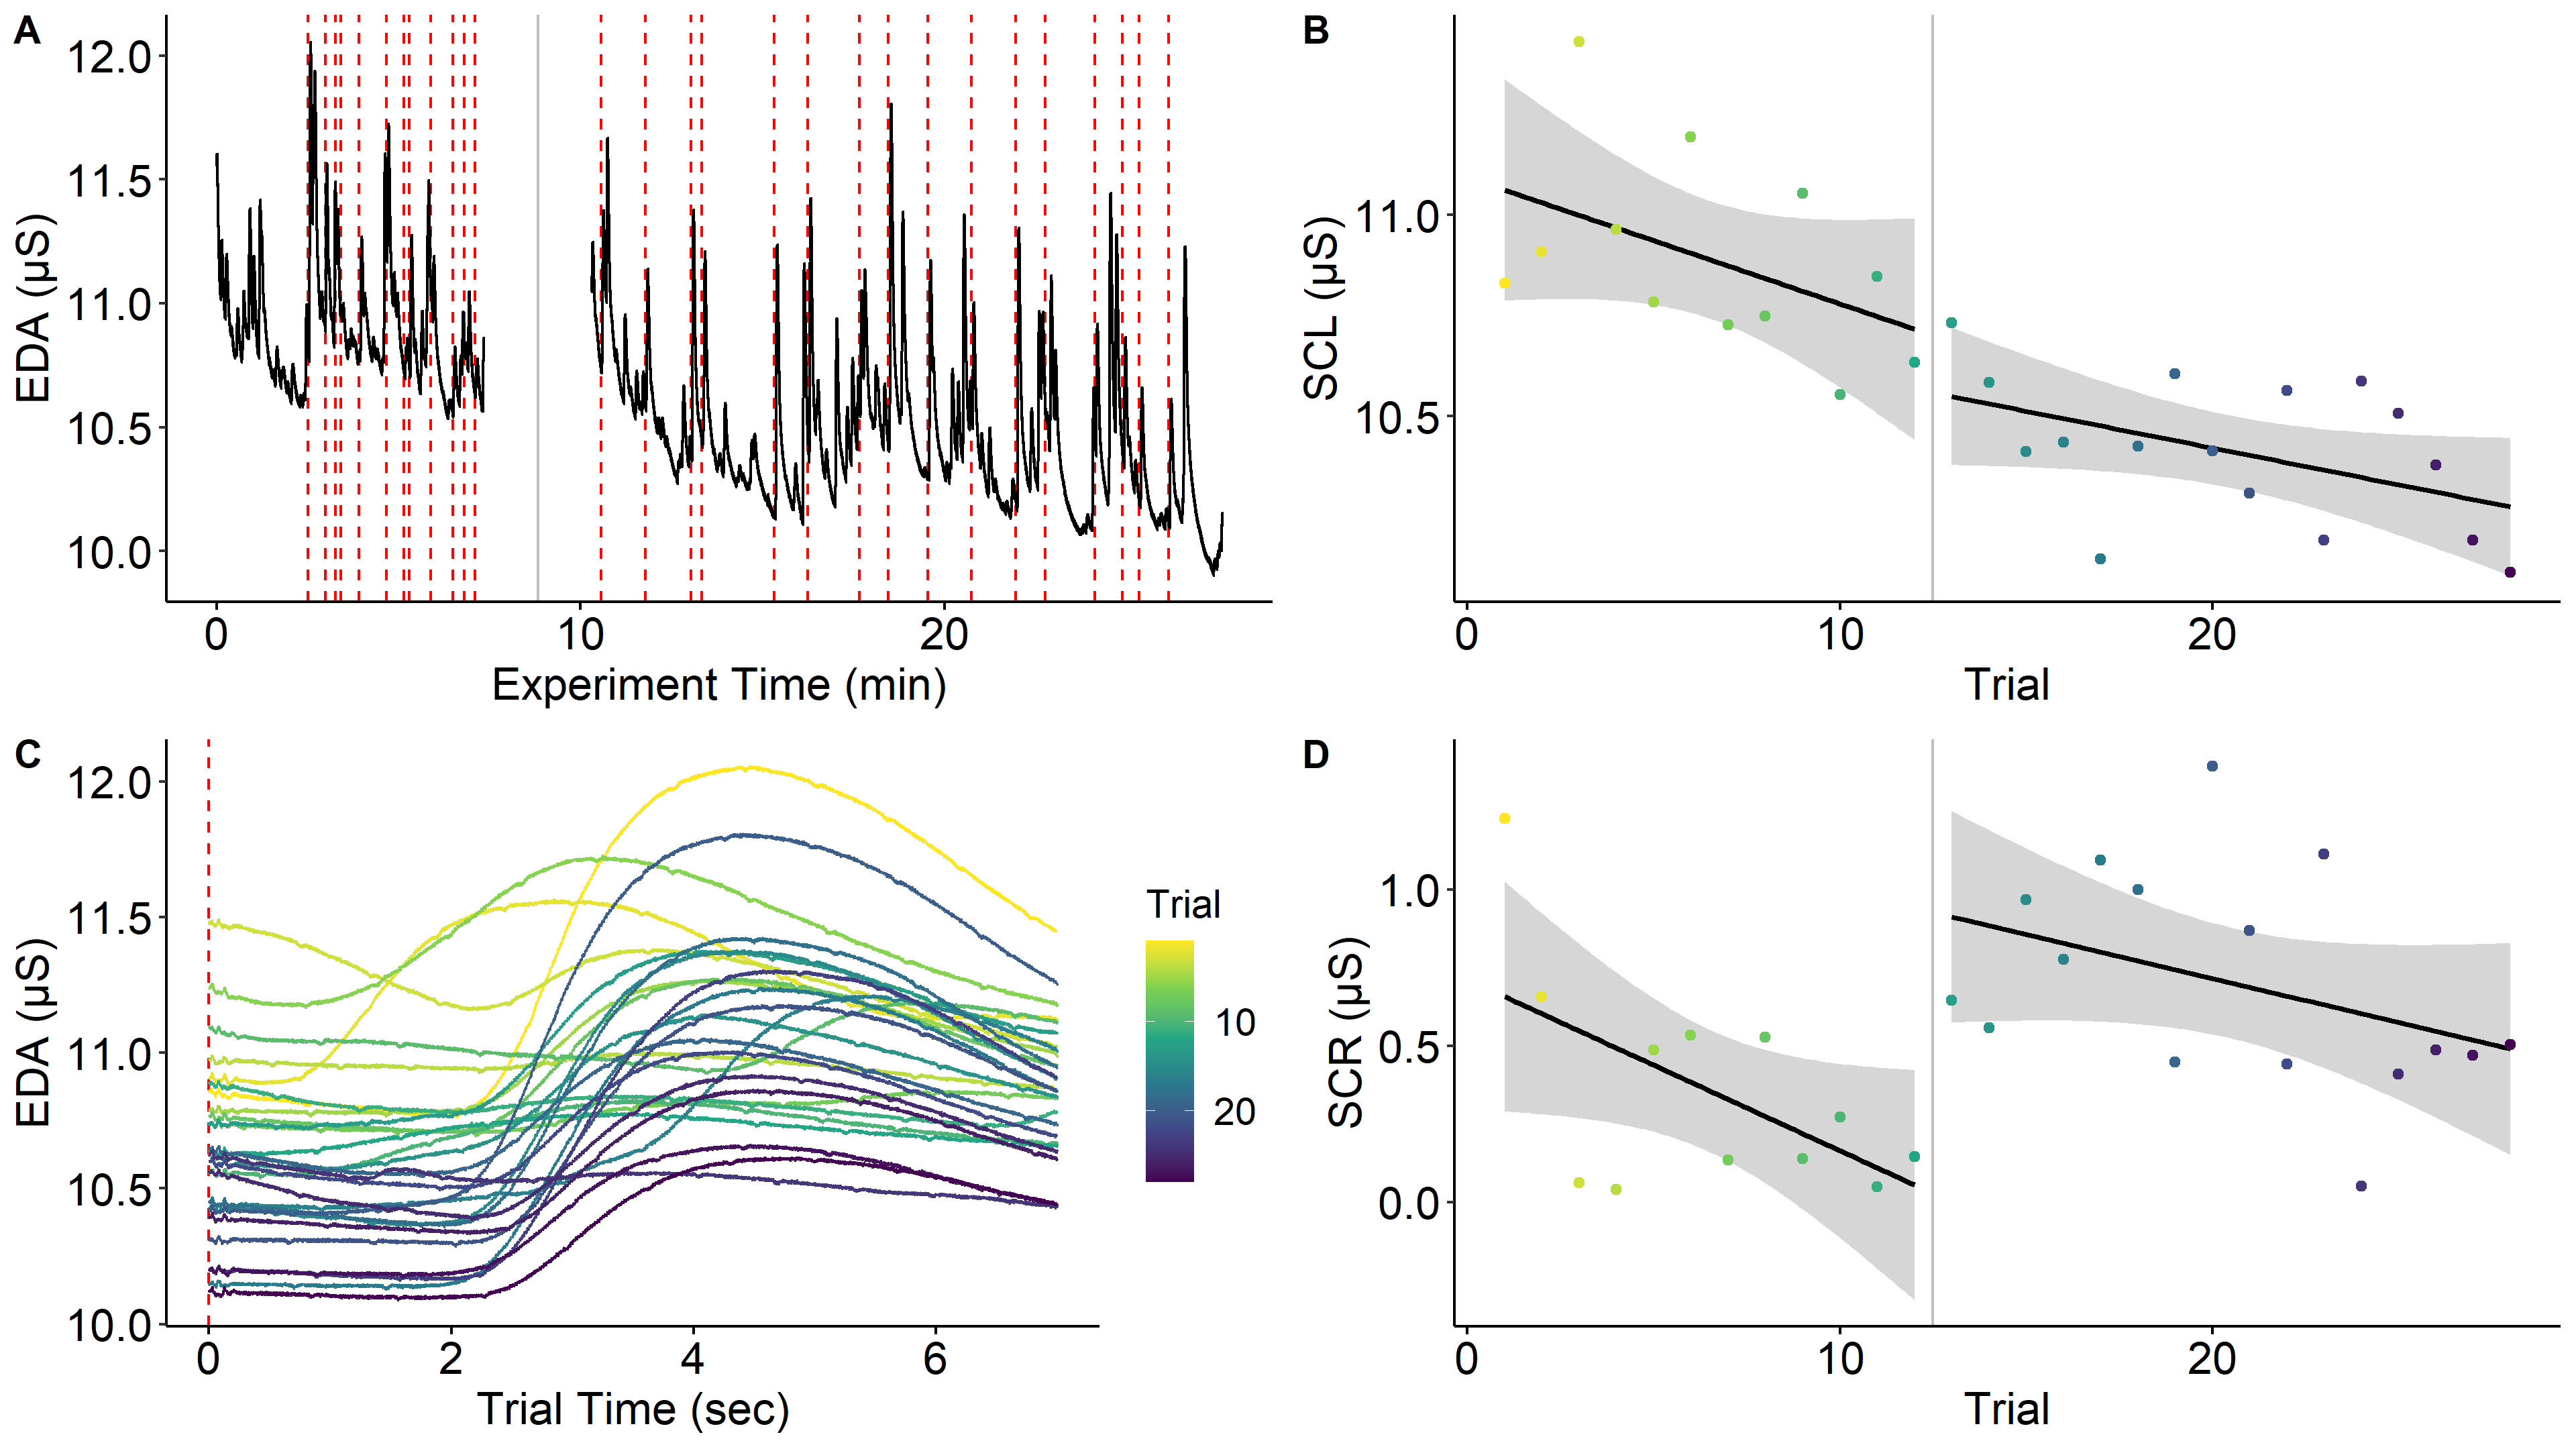 A
EDA (µS)
12.0
11.5
11.0
10.5
10.0
0 10 20
Experiment Time (min)
B
SCL (µS)
11.0
10.5
0 10 20
Trial
C
EDA (µS)
12.0
11.5
11.0
10.5
10.0
0 2 4 6
Trial Time (sec)
Trial
10
20
D
SCR (µS)
1.0
0.5
0.0
0 10 20
Trial